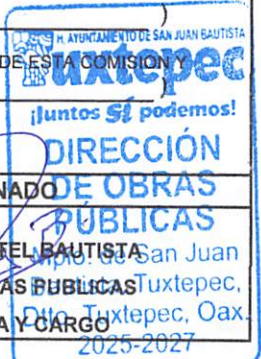 H. AYUNTAMIENTO DE SAN JUAN BAUTISTA
Tuxtepec
DE ESTA COMISION Y
¡Juntos Sí podemos!
DIRECCIÓN
DE OBRAS
NADO
PÚBLICAS
TEL BAUTISTA
Mpio. de San Juan
AS PUBLICAS
Bautista Tuxtepec,
Dtto. Tuxtepec, Oax.
A Y CARGO
2025-2027